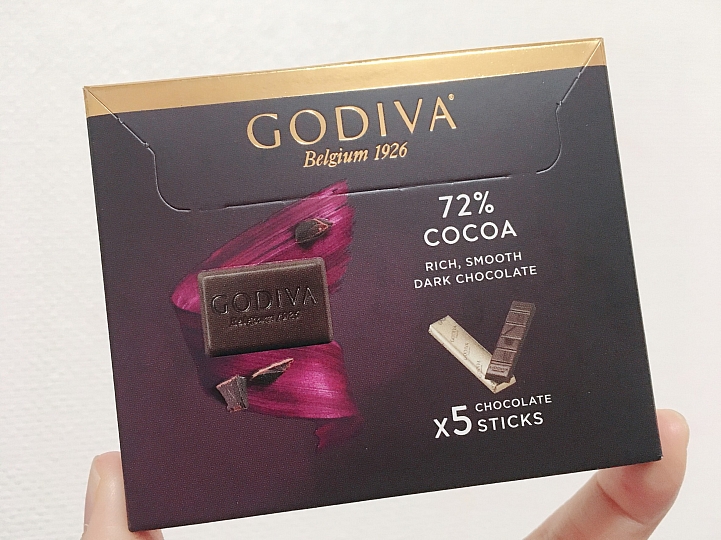 GODIVA®
Belgium 1926
72%
COCOA
RICH, SMOOTH
DARK CHOCOLATE
GODIVA
Belgium 1926
x5 CHOCOLATE
STICKS